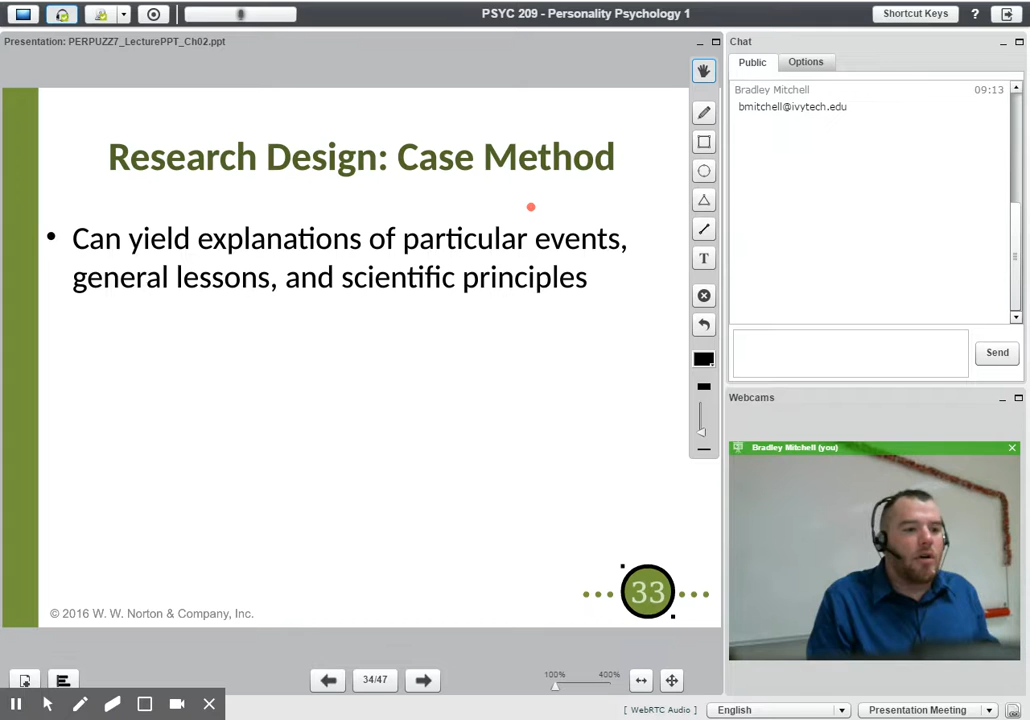 PSYC 209 - Personality Psychology 1
Shortcut Keys
?
Presentation: PERPUZZ7_LecturePPT_Ch02.ppt
Research Design: Case Method
• Can yield explanations of particular events,
general lessons, and scientific principles
33
© 2016 W. W. Norton & Company, Inc.
T
34/47
100%
400%
Chat
Public
Options
Bradley Mitchell
09:13
bmitchell@ivytech.edu
Send
Webcams
Bradley Mitchell (you)
[ WebRTC Audio ]
English
Presentation Meeting